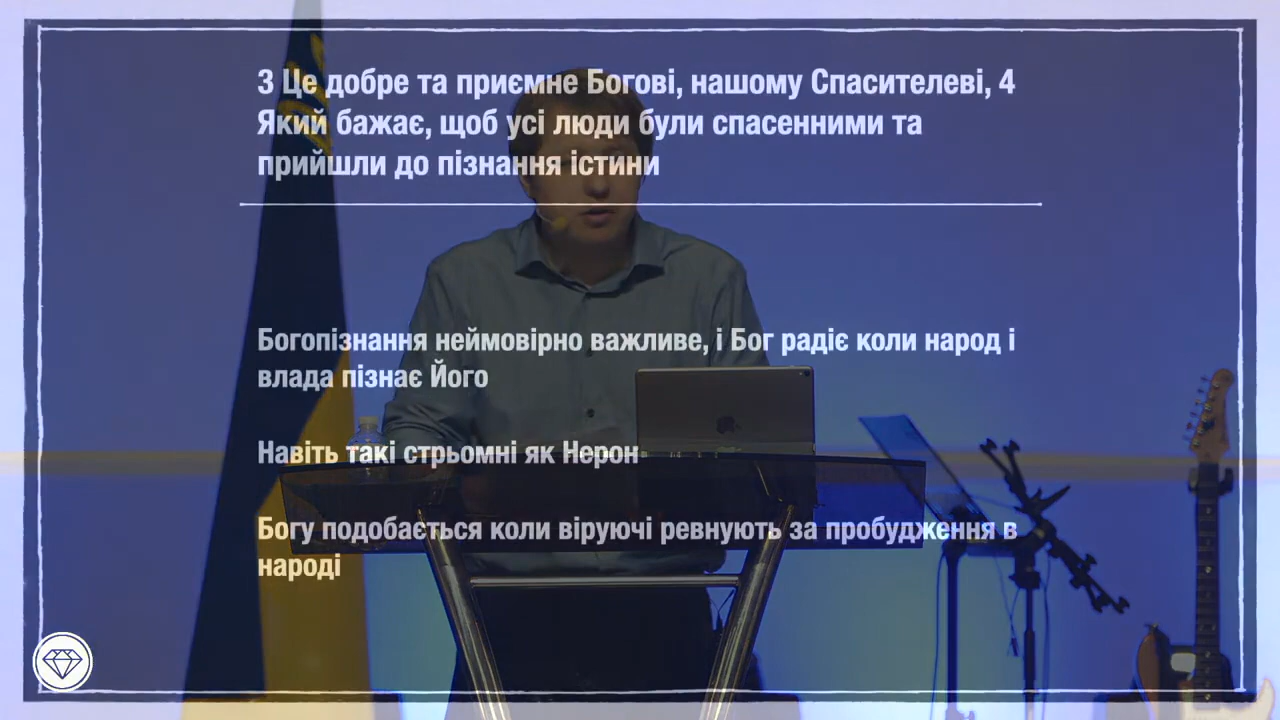 3 Це добре та приємне Богові, нашому Спасителеві, 4
Який бажає, щоб усі люди були спасенними та
прийшли до пізнання істини
Богопізнання неймовірно важливе, і Бог радіє коли народ і
влада пізнає Його
Навіть такі стрьомні як Нерон
Богу подобається коли віруючі ревнують за пробудження в
народі